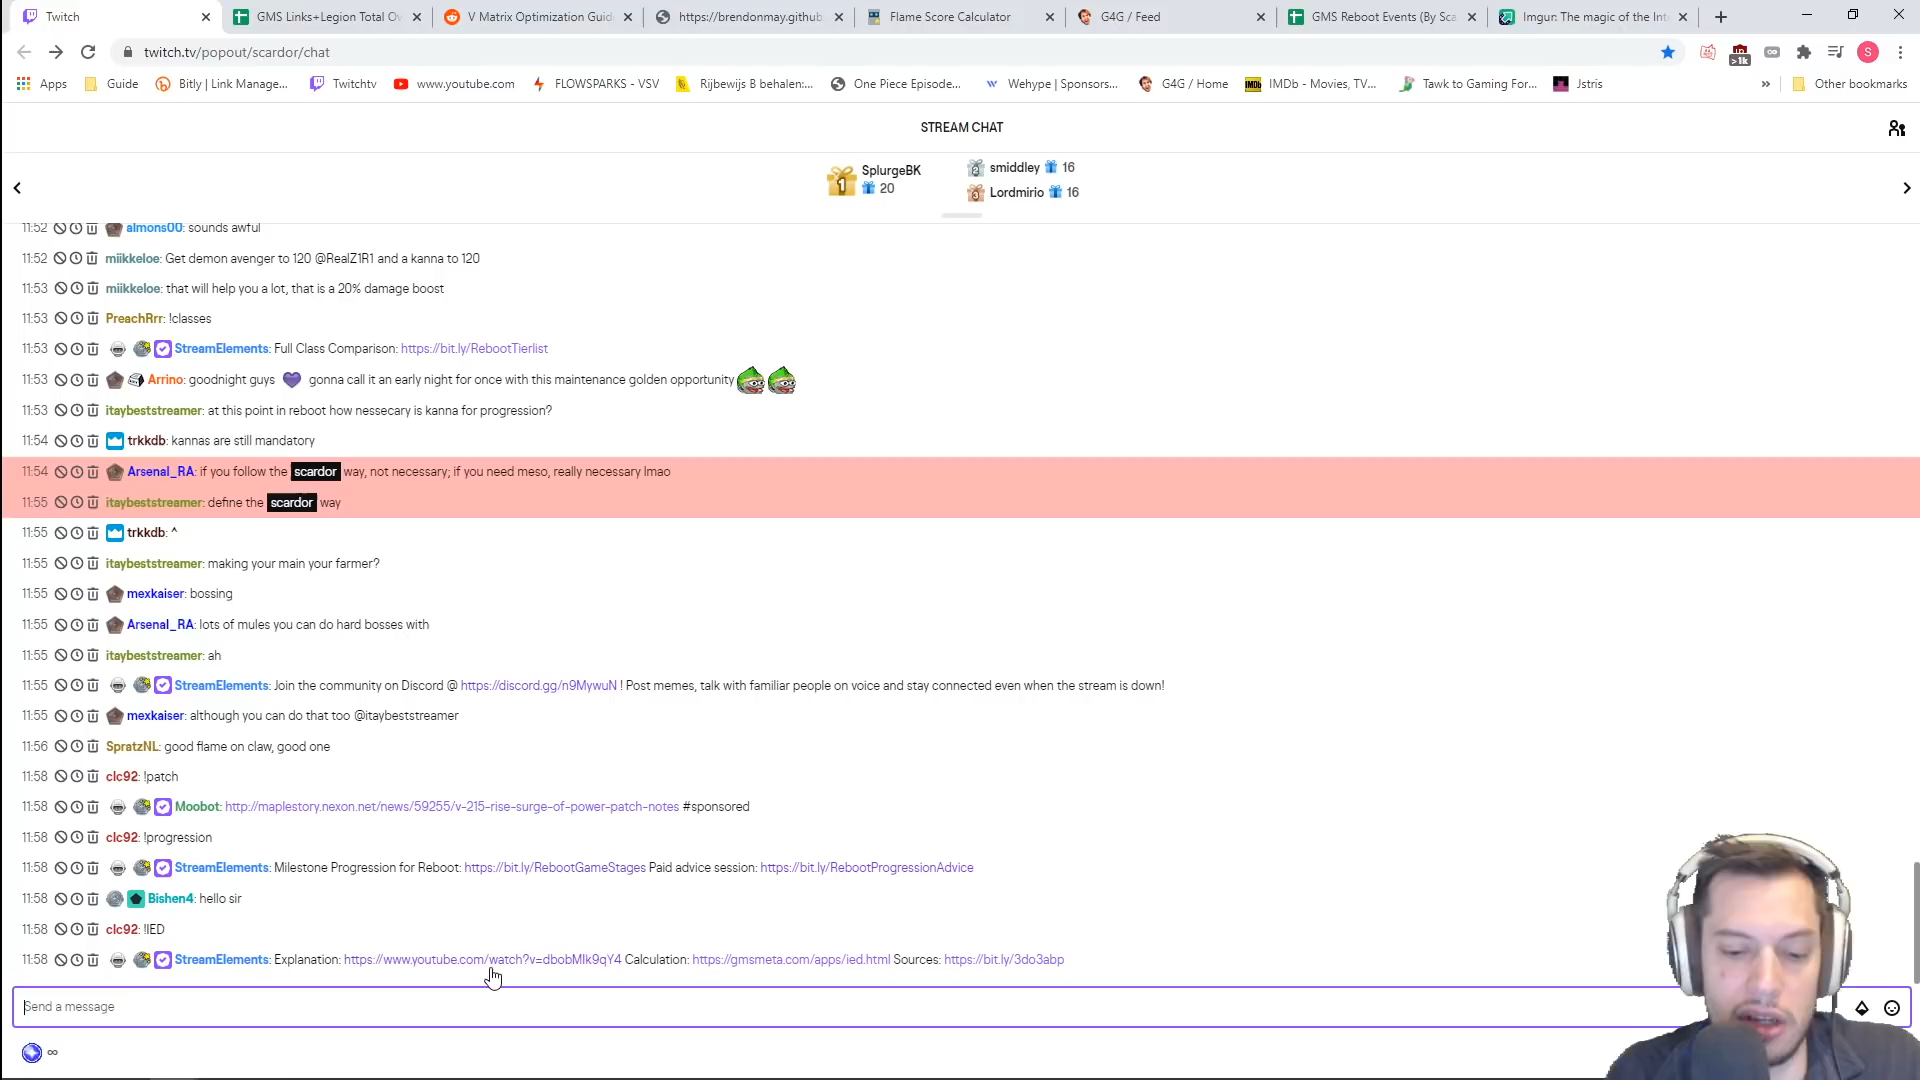 Twitch
GMS Links+Legion Total Ov
V Matrix Optimization Guid
https://brendonmay.github.
Flame Score Calculator
G4G / Feed
GMS Reboot Events (By Sca
Imgur: The magic of the Int
twitch.tv/popout/scardor/chat
>1k
S
Apps
Guide
Bitly | Link Manage...
Twitchtv
www.youtube.com
FLOWSPARKS - VSV
Rijbewijs B behalen:...
One Piece Episode...
Wehype | Sponsors...
G4G / Home
IMDb - Movies, TV...
Tawk to Gaming For...
Jstris
Other bookmarks
STREAM CHAT
1 SplurgeBK 20
2 smiddley 16
3 Lordmirio 16
11:52 almons00: sounds awful
11:52 miikkeloe: Get demon avenger to 120 @RealZ1R1 and a kanna to 120
11:53 miikkeloe: that will help you a lot, that is a 20% damage boost
11:53 PreachRrr: !classes
11:53 StreamElements: Full Class Comparison: https://bit.ly/RebootTierlist
11:53 Arrino: goodnight guys gonna call it an early night for once with this maintenance golden opportunity
11:53 itaybeststreamer: at this point in reboot how nessecary is kanna for progression?
11:54 trkkdb: kannas are still mandatory
11:54 Arsenal_RA: if you follow the scardor way, not necessary; if you need meso, really necessary lmao
11:55 itaybeststreamer: define the scardor way
11:55 trkkdb: ^
11:55 itaybeststreamer: making your main your farmer?
11:55 mexkaiser: bossing
11:55 Arsenal_RA: lots of mules you can do hard bosses with
11:55 itaybeststreamer: ah
11:55 StreamElements: Join the community on Discord @ https://discord.gg/n9MywuN ! Post memes, talk with familiar people on voice and stay connected even when the stream is down!
11:55 mexkaiser: although you can do that too @itaybeststreamer
11:56 SpratzNL: good flame on claw, good one
11:58 clc92: !patch
11:58 Moobot: http://maplestory.nexon.net/news/59255/v-215-rise-surge-of-power-patch-notes #sponsored
11:58 clc92: !progression
11:58 StreamElements: Milestone Progression for Reboot: https://bit.ly/RebootGameStages Paid advice session: https://bit.ly/RebootProgressionAdvice
11:58 Bishen4: hello sir
11:58 clc92: !IED
11:58 StreamElements: Explanation: https://www.youtube.com/watch?v=dbobMIk9qY4 Calculation: https://gmsmeta.com/apps/ied.html Sources: https://bit.ly/3do3abp
Send a message
∞